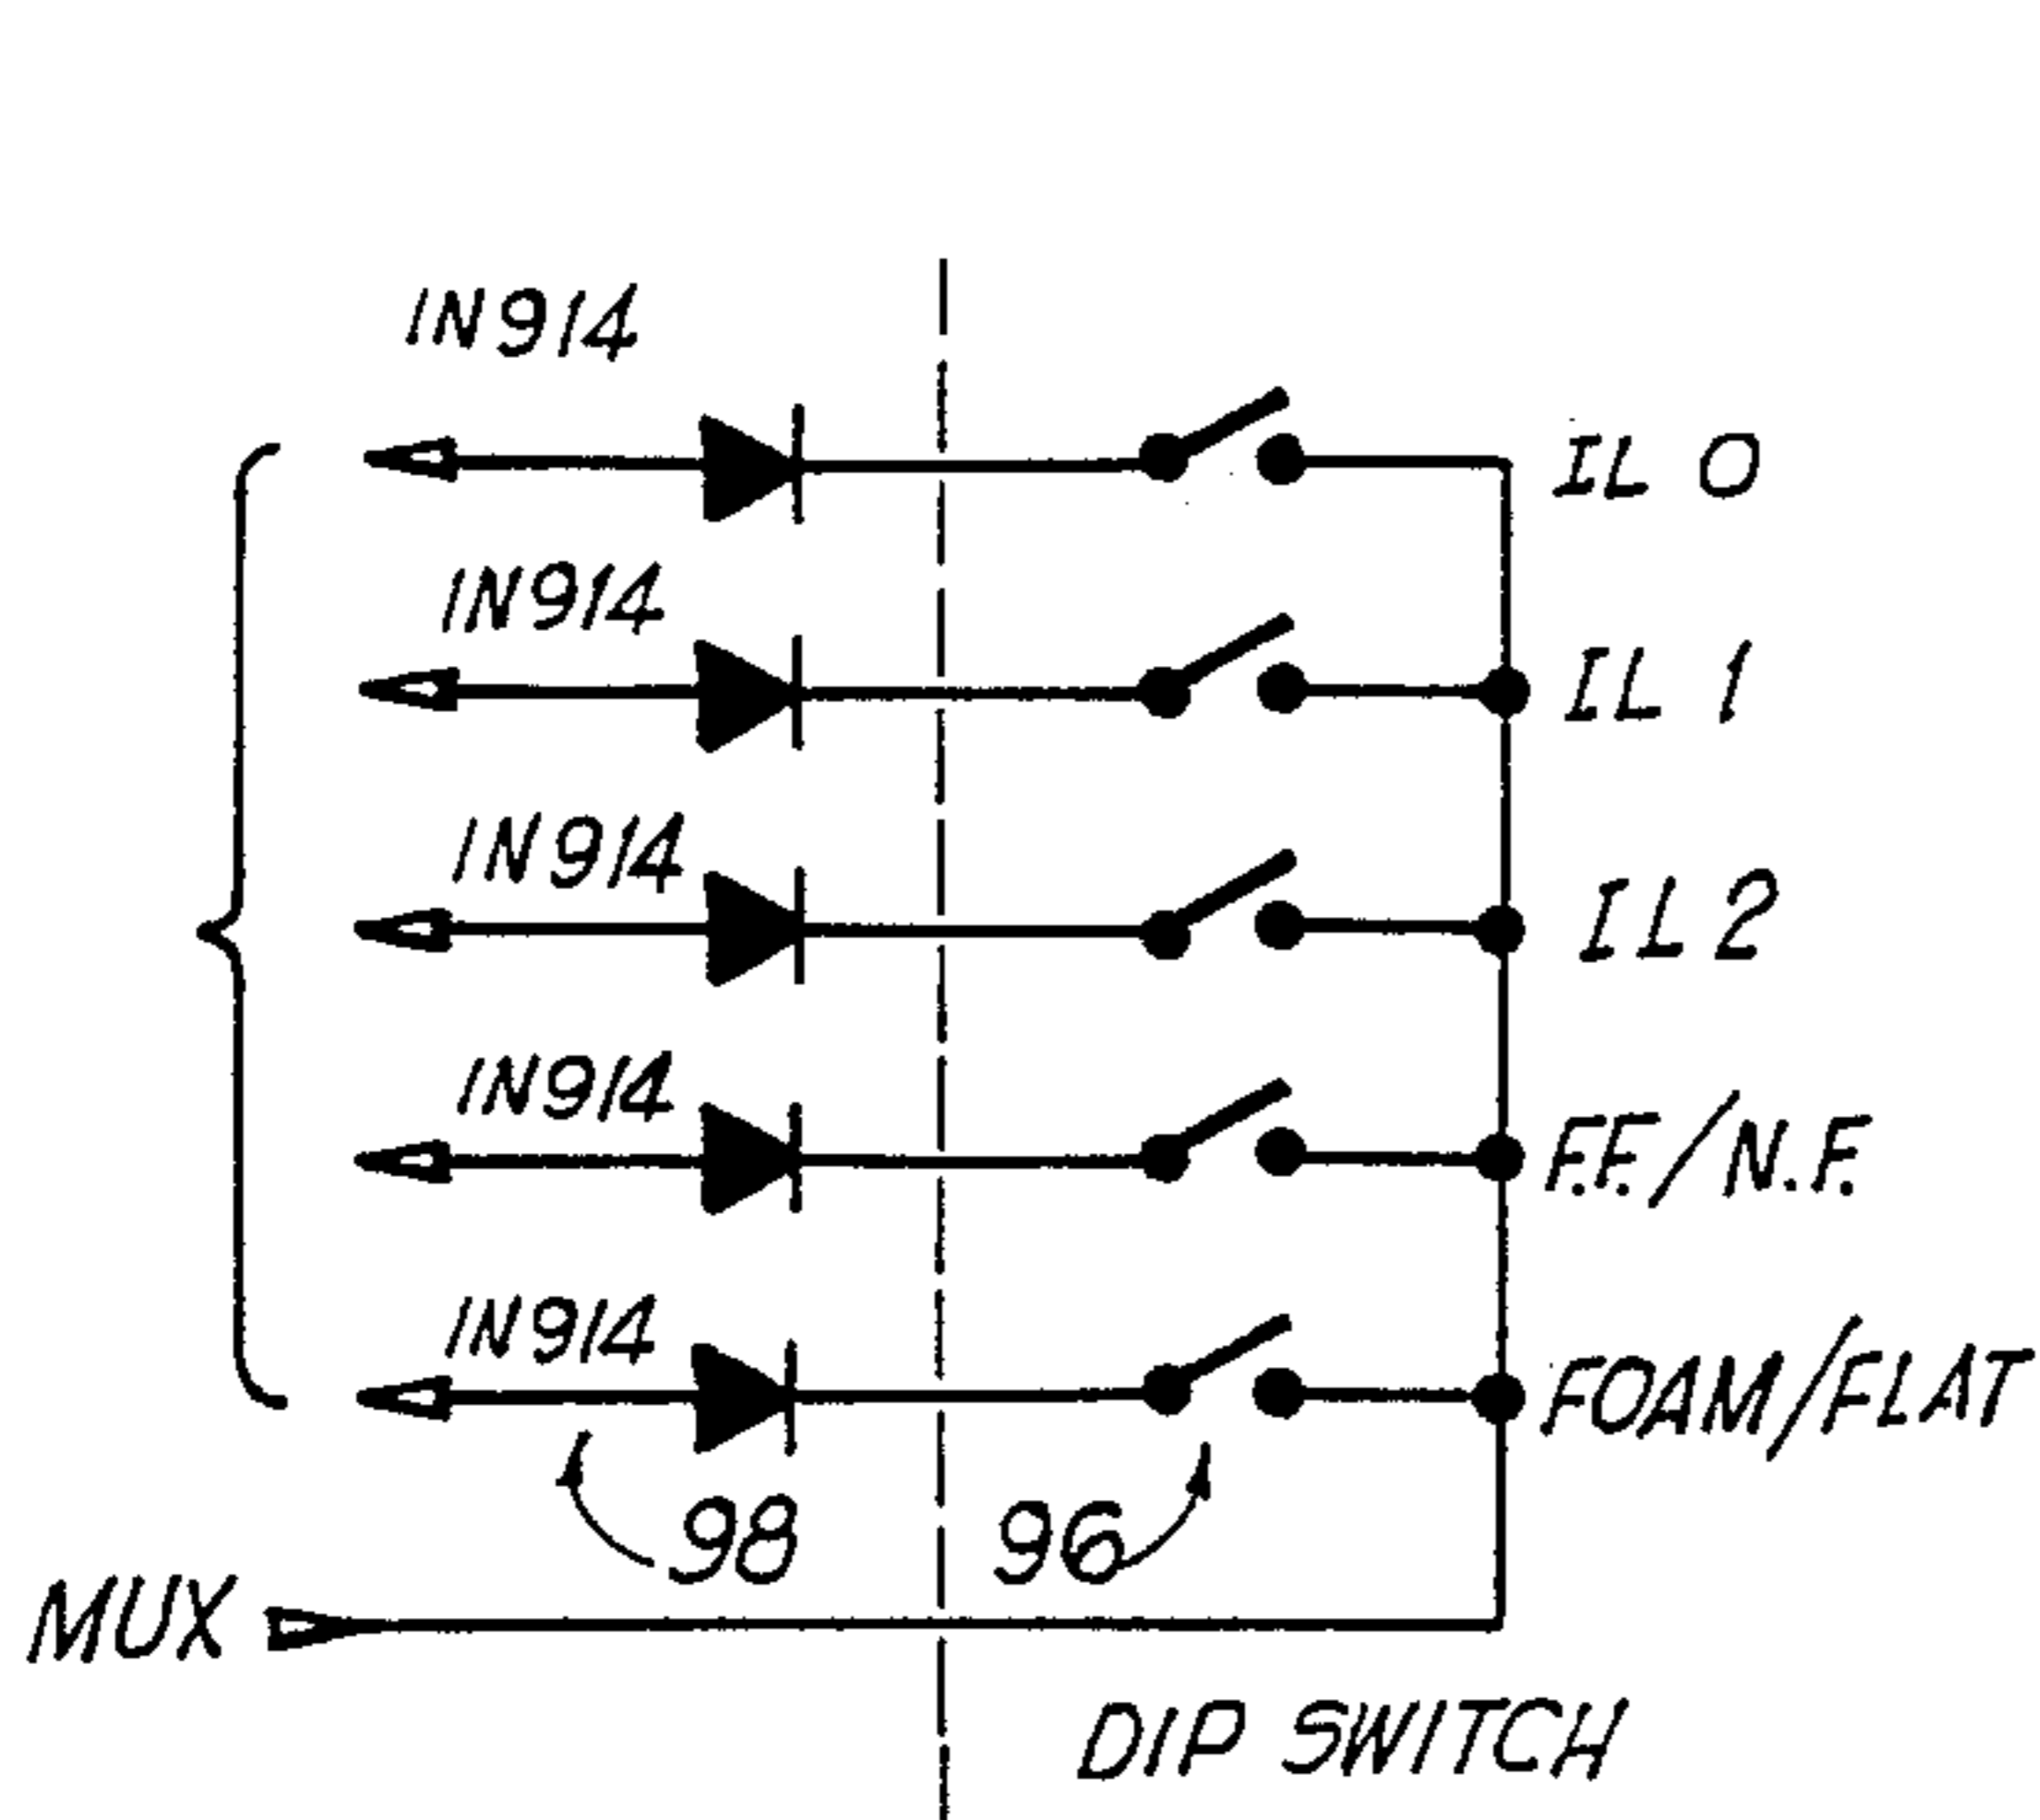 IN914
IL 0
IN914
IL 1
IN914
IL 2
IN914
F.F./N.F.
IN914
FOAM/FLAT
98
96
MUX
DIP SWITCH